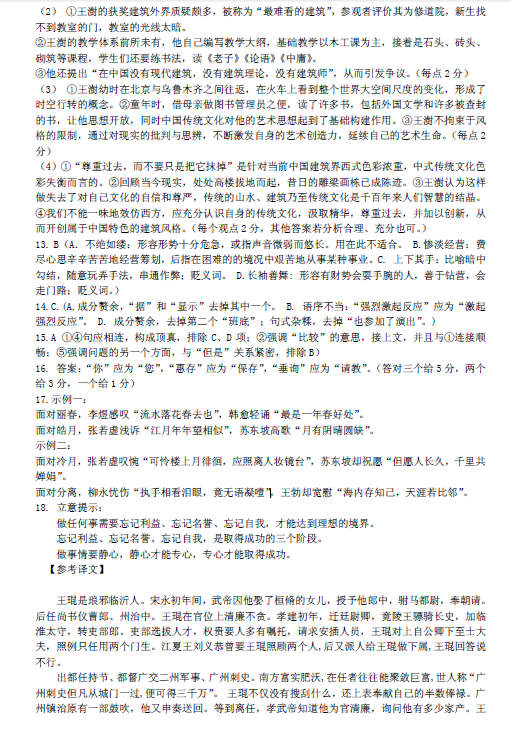 （2） ①王澍的获奖建筑外界质疑颇多，被称为“最难看的建筑”，参观者评价其为修道院，新生找
不到教室的门，教室的光线太暗。
②王澍的教学体系前所未有，他自己编写教学大纲，基础教学以木工课为主，接着是石头、砖头、
砌筑等课程，学生们还要练书法，读《老子》《论语》《中庸》。
③他还提出“在中国没有现代建筑，没有建筑理论，没有建筑师”，从而引发争议。（每点 2 分）
（3） ①王澍幼时在北京与乌鲁木齐之间往返，在火车上看到整个世界大空间尺度的变化，形成了
时空行转的概念。②童年时，借母亲做图书管理员之便，读了许多书，包括外国文学和许多被查封
的书，让他思想开放，同时中国传统文化对他的艺术思想起到了基础构建作用。③王澍不拘束于风
格的限制，通过对现实的批判与思辨，不断激发自身的艺术创造力，延续自己的艺术生命。（每点 2
分）
（4）①“尊重过去，而不要只是把它抹掉”是针对当前中国建筑界西式色彩浓重，中式传统文化色
彩失衡而言的。②回顾当今现实，处处高楼拔地而起，昔日的雕梁画栋已成陈迹。③王澍认为这样
做失去了对自己文化的自信和尊严，传统的山水、建筑乃至传统文化是千百年来人们智慧的结晶。
④我们不能一味地效仿西方，应充分认识自身的传统文化，汲取精华，尊重过去，并加以创新，从
而开创属于中国特色的建筑风格。（每个观点 2 分，其他答案若分析合理、充分也可。）
13. B（A. 不绝如缕：形容形势十分危急，或指声音微弱而悠长。用在此不适合。 B.惨淡经营：费
尽心思辛辛苦苦地经营筹划，后指在困难的的境况中艰苦地从事某种事业。C. 上下其手：比喻暗中
勾结，随意玩弄手法，串通作弊；贬义词。 D.长袖善舞：形容有财势会耍手腕的人，善于钻营，会
走门路；贬义词。）
14.C.(A.成分赘余，“据”和“显示”去掉其中一个。 B. 语序不当：“强烈激起反应”应为“激起
强烈反应”。 D. 成分赘余，去掉第二个“班底”；句式杂糅，去掉“也参加了演出”。)
15.A ①④句应相连，构成顶真，排除 C、D 项；②强调“比较”的意思，接上文，并且与①连接顺
畅；⑤强调问题的另一个方面，与“但是”关系紧密，排除 B）
16. 答案：“你”应为“您”，“惠存”应为“保存”，“垂询”应为“请教”。（答对三个给 5 分，两个
给 3 分，一个给 1 分）
17.示例一：
面对丽春，李煜感叹“流水落花春去也”，韩愈轻诵“最是一年春好处”。
面对皓月，张若虚浅诉“江月年年望相似”，苏东坡高歌“月有阴晴圆缺”。
示例二：
面对冷月，张若虚叹惋“可怜楼上月徘徊，应照离人妆镜台”，苏东坡却祝愿“但愿人长久，千里共
婵娟”。
面对分离，柳永忧伤“执手相看泪眼，竟无语凝噎”，王勃却宽慰“海内存知己，天涯若比邻”。
18. 立意提示：
做任何事需要忘记利益、忘记名誉、忘记自我，才能达到理想的境界。
忘记利益、忘记名誉、忘记自我，是取得成功的三个阶段。
做事情要静心，静心才能专心，专心才能取得成功。
【参考译文】
王琨是琅邪临沂人。宋永初年间，武帝因他娶了桓脩的女儿，授予他郎中，驸马都尉，奉朝请。
后任尚书仪曹郎、州治中。王琨在官位上清廉不贪。孝建初年，迁廷尉卿，竟陵王骠骑长史，加临
淮太守，转吏部郎。吏部选拔人才，权贵要人多有嘱托，请求安插人员，王琨对上自公卿下至士大
夫，照例只任用两个门生。江夏王刘义恭曾要王琨照顾两个人，后又派人给王琨做下属，王琨回答说
不行。
出都任持节、都督广交二州军事、广州刺史。南方富实肥沃，在任者往往能聚敛巨富，世人称“广
州刺史但凡从城门一过，便可得三千万”。 王琨不仅没有搜刮什么，还上表奉献自己的半数俸禄。广
州镇治原有一部鼓吹，他又申奏送回。等到离任，孝武帝知道他为官清廉，询问他有多少家产。王